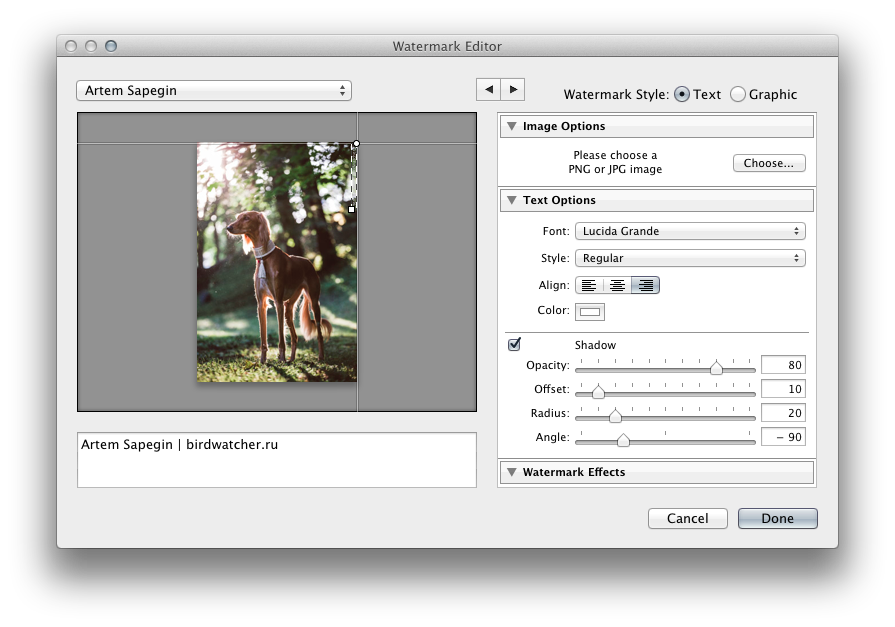 Watermark Editor
Artem Sapegin
Watermark Style: Text Graphic
Image Options
Please choose a
PNG or JPG image
Choose...
Text Options
Font: Lucida Grande
Style: Regular
Align:
Color:
Shadow
Opacity: 80
Offset: 10
Radius: 20
Angle: − 90
Artem Sapegin | birdwatcher.ru
Watermark Effects
Cancel Done